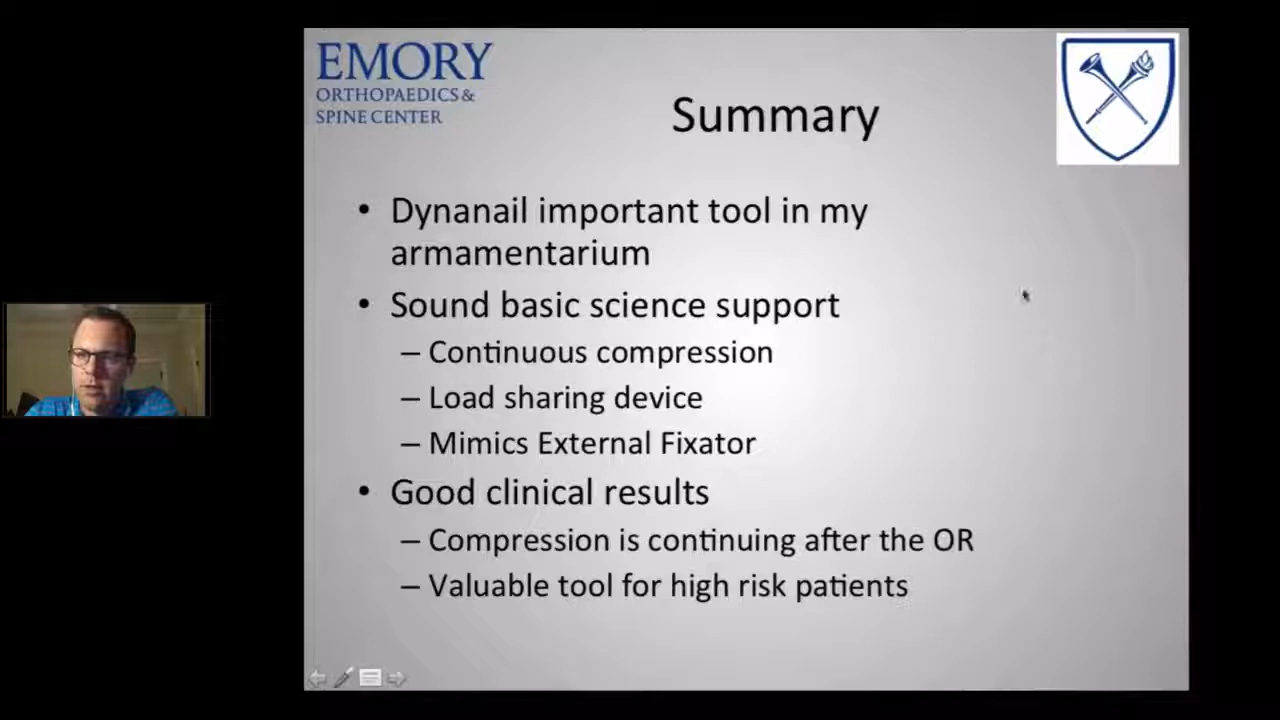 EMORY
ORTHOPAEDICS &
SPINE CENTER
Summary
• Dynanail important tool in my
armamentarium
• Sound basic science support
– Continuous compression
– Load sharing device
– Mimics External Fixator
• Good clinical results
– Compression is continuing after the OR
– Valuable tool for high risk patients